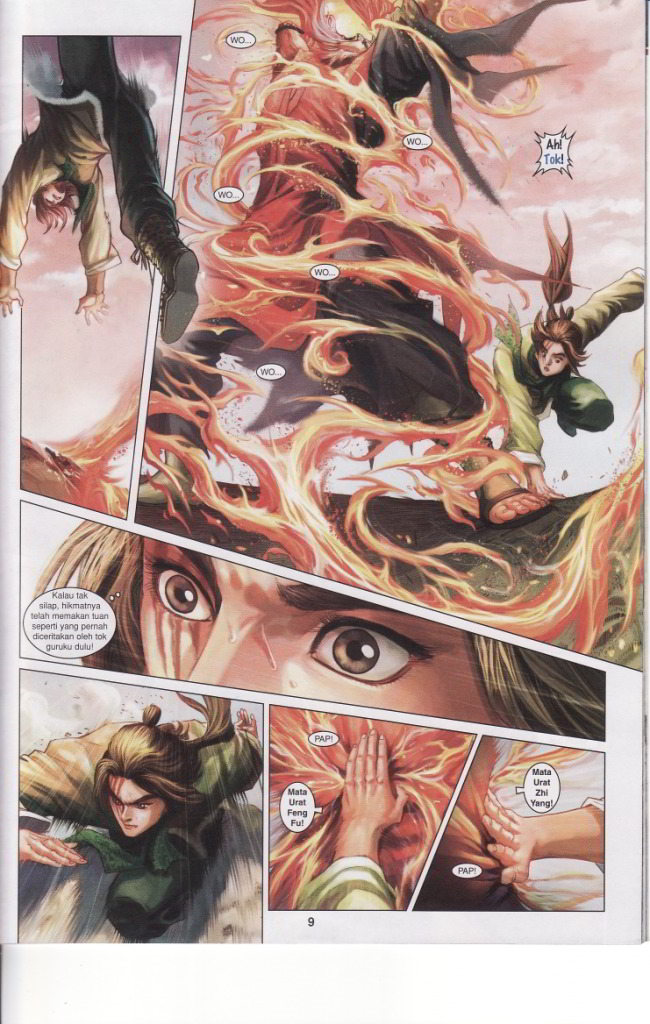 WO...
WO...
Ah!
Tok!
WO...
WO...
WO...
Kalau tak
silap, hikmatnya
telah memakan tuan
seperti yang pernah
diceritakan oleh tok
guruku dulu!
PAP!
Mata
Urat
Feng
Fu!
Mata
Urat
Zhi
Yang!
PAP!
9